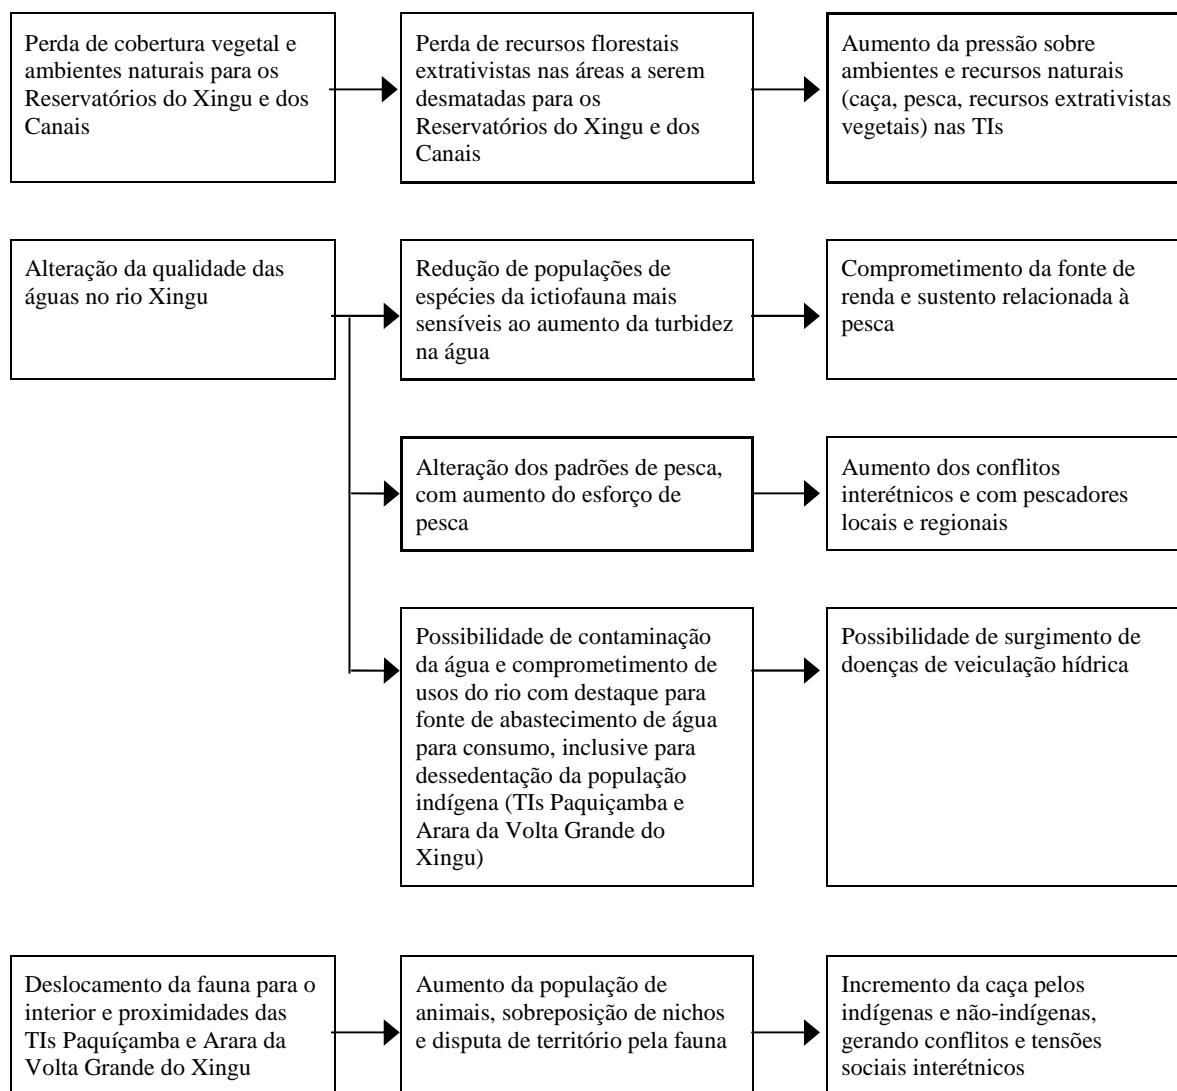 Perda de cobertura vegetal e
ambientes naturais para os
Reservatórios do Xingu e dos
Canais
Perda de recursos florestais
extrativistas nas áreas a serem
desmatadas para os
Reservatórios do Xingu e dos
Canais
Aumento da pressão sobre
ambientes e recursos naturais
(caça, pesca, recursos extrativistas
vegetais) nas TIs
Alteração da qualidade das
águas no rio Xingu
Redução de populações de
espécies da ictiofauna mais
sensíveis ao aumento da turbidez
na água
Comprometimento da fonte de
renda e sustento relacionada à
pesca
Alteração dos padrões de pesca,
com aumento do esforço de
pesca
Aumento dos conflitos
interétnicos e com pescadores
locais e regionais
Possibilidade de contaminação
da água e comprometimento de
usos do rio com destaque para
fonte de abastecimento de água
para consumo, inclusive para
dessedentação da população
indígena (TIs Paquiçamba e
Arara da Volta Grande do
Xingu)
Possibilidade de surgimento de
doenças de veiculação hídrica
Deslocamento da fauna para o
interior e proximidades das
TIs Paquíçamba e Arara da
Volta Grande do Xingu
Aumento da população de
animais, sobreposição de nichos
e disputa de território pela fauna
Incremento da caça pelos
indígenas e não-indígenas,
gerando conflitos e tensões
sociais interétnicos